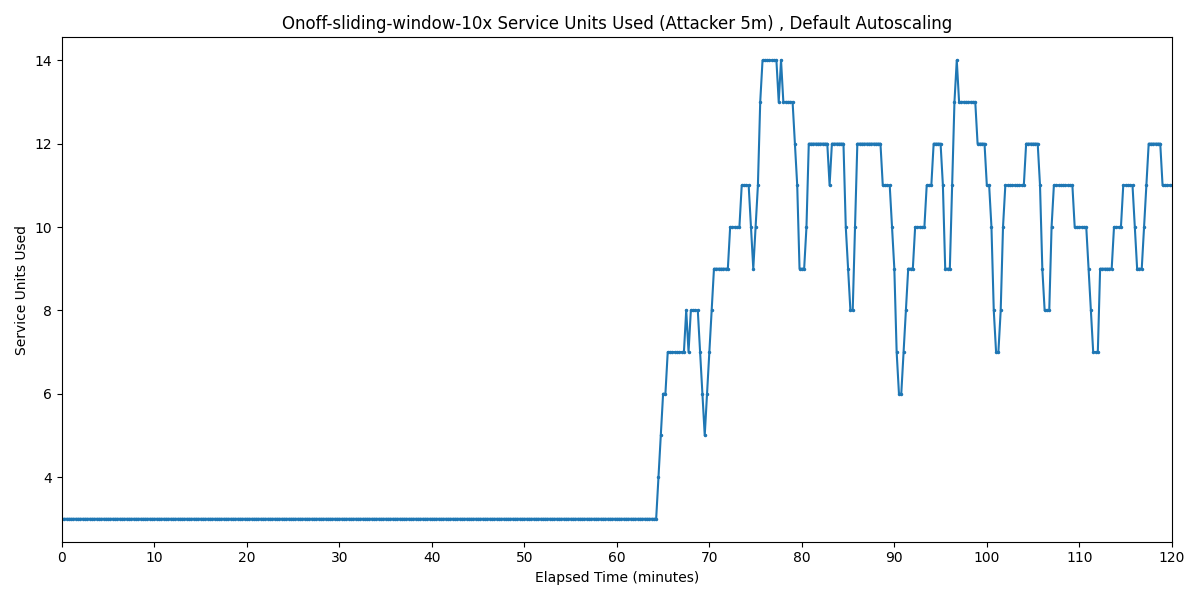 Onoff-sliding-window-10x Service Units Used (Attacker 5m) , Default Autoscaling
Service Units Used
14
12
10
8
6
4
0 10 20 30 40 50 60 70 80 90 100 110 120
Elapsed Time (minutes)